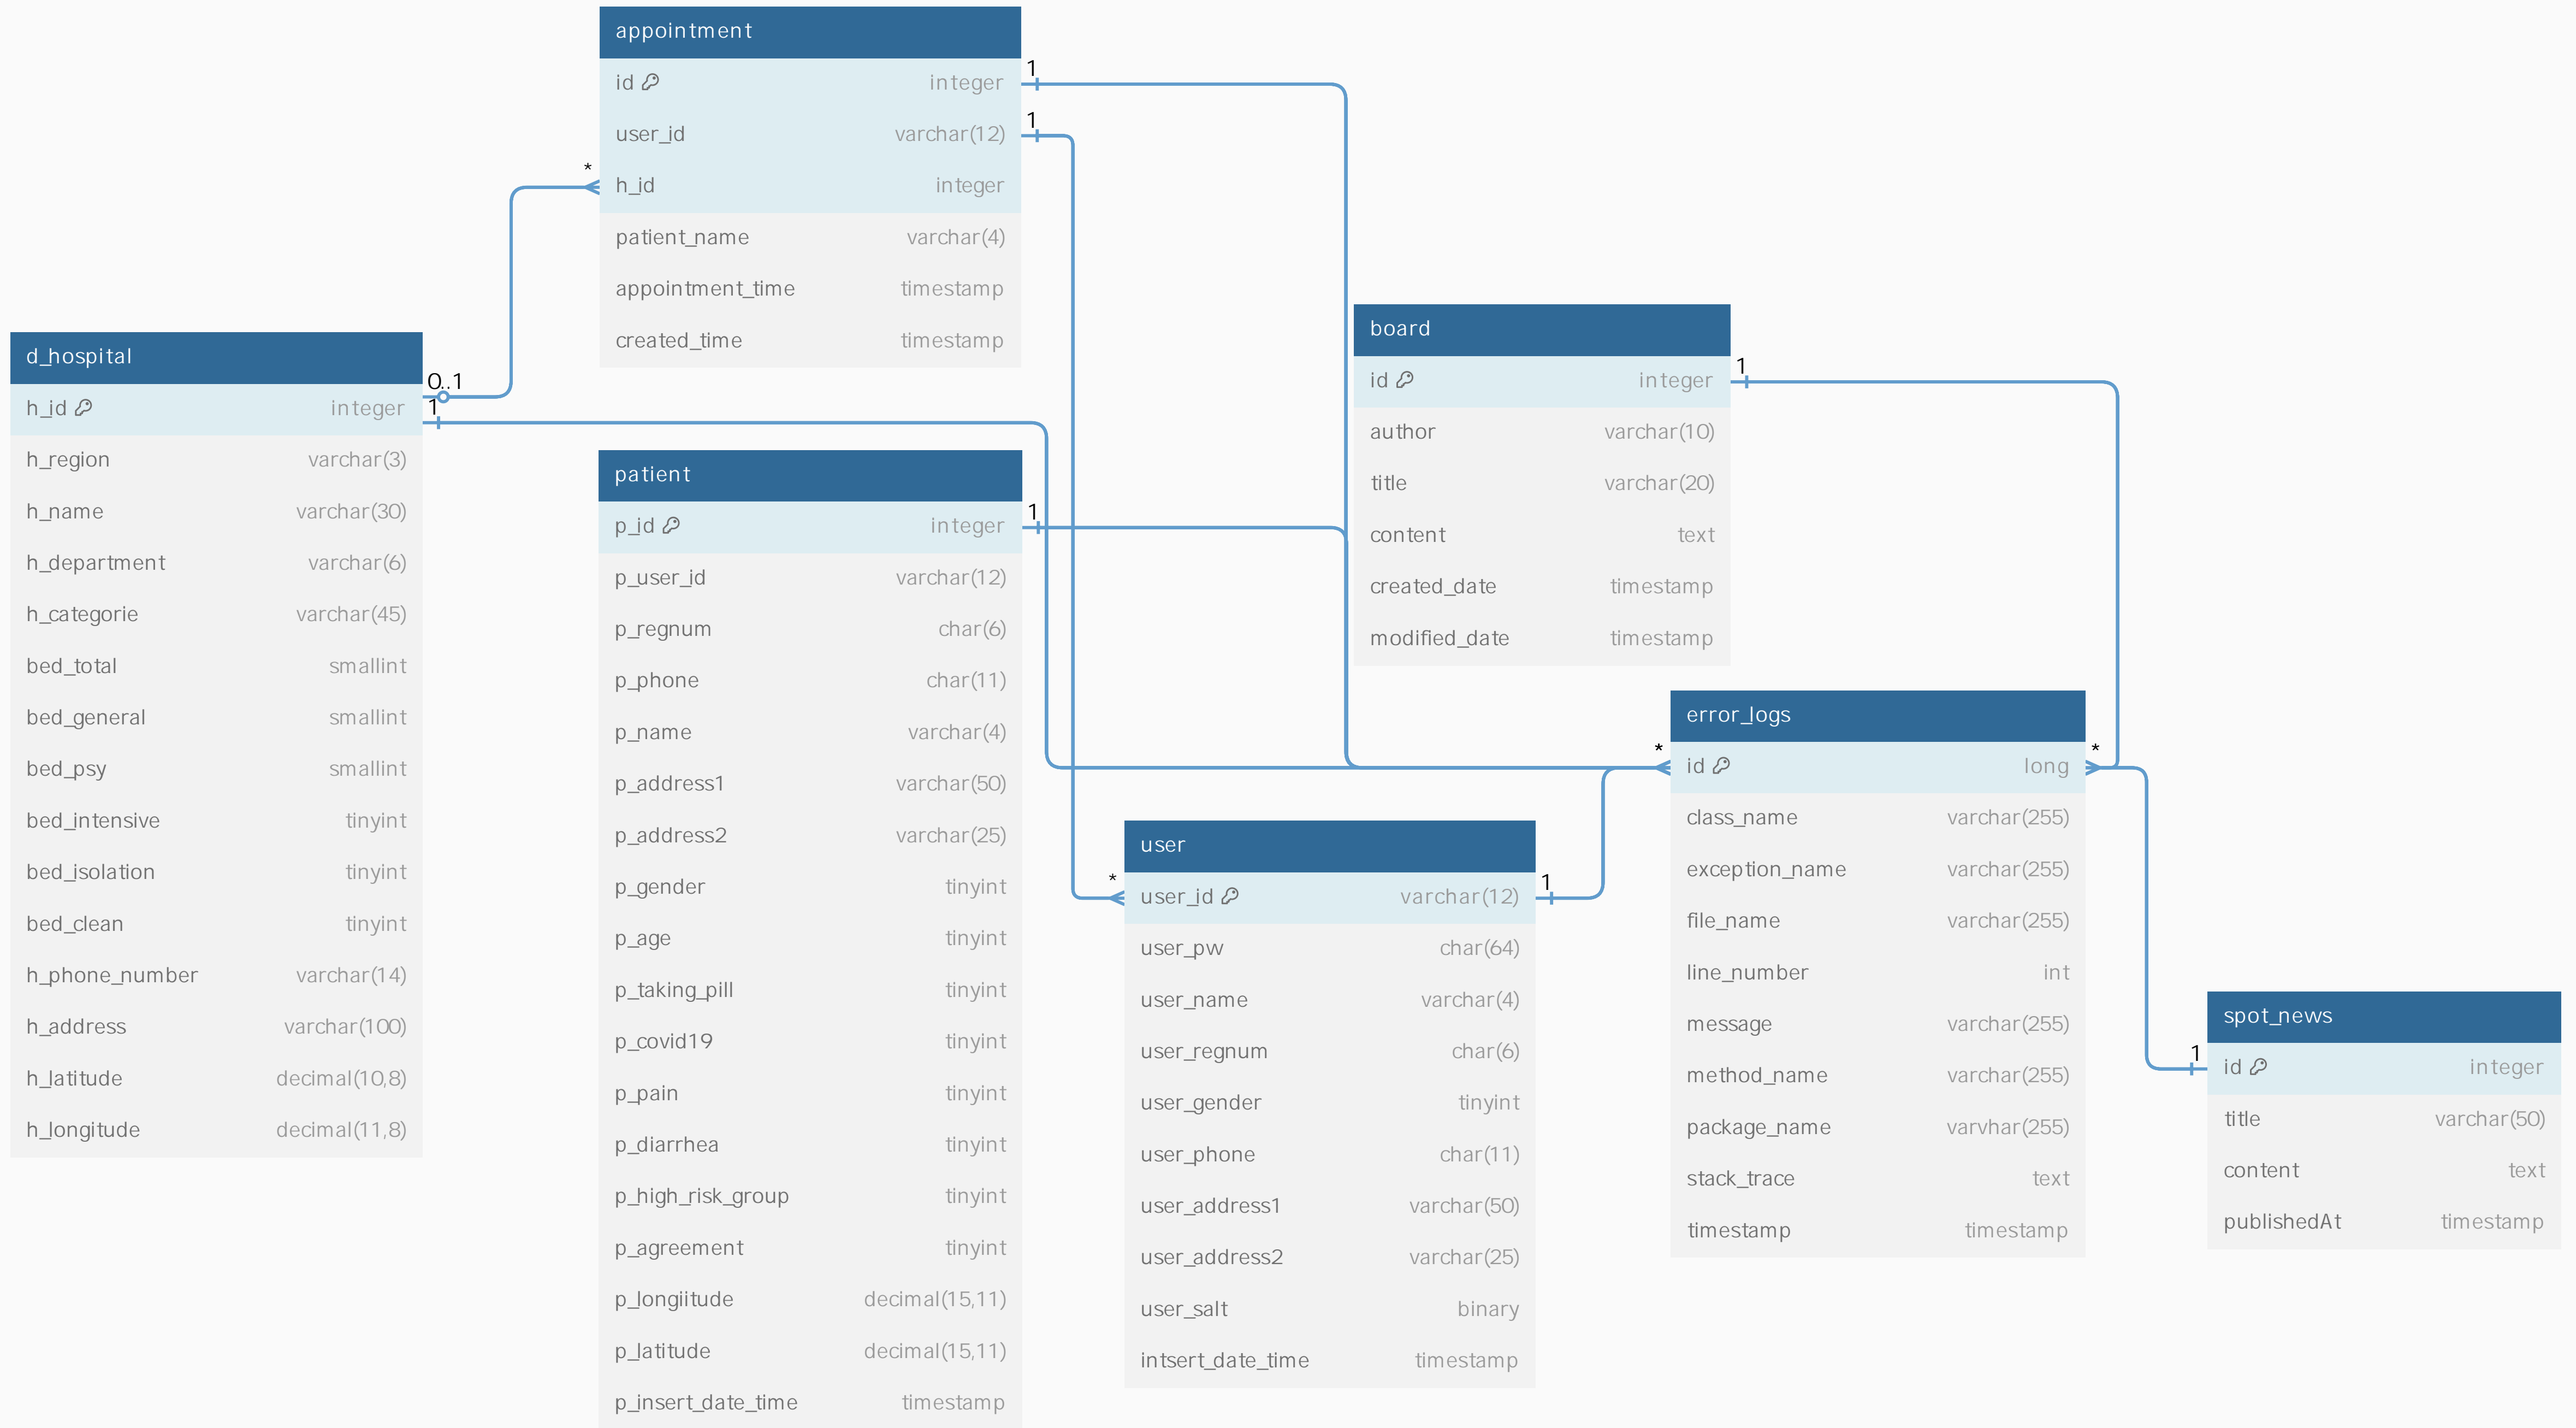 appointment
id integer
user_id varchar(12)
h_id integer
patient_name varchar(4)
appointment_time timestamp
created_time timestamp
1
1
*
d_hospital
h_id integer
h_region varchar(3)
h_name varchar(30)
h_department varchar(6)
h_categorie varchar(45)
bed_total smallint
bed_general smallint
bed_psy smallint
bed_intensive tinyint
bed_isolation tinyint
bed_clean tinyint
h_phone_number varchar(14)
h_address varchar(100)
h_latitude decimal(10,8)
h_longitude decimal(11,8)
0..1
1
patient
p_id integer
p_user_id varchar(12)
p_regnum char(6)
p_phone char(11)
p_name varchar(4)
p_address1 varchar(50)
p_address2 varchar(25)
p_gender tinyint
p_age tinyint
p_taking_pill tinyint
p_covid19 tinyint
p_pain tinyint
p_diarrhea tinyint
p_high_risk_group tinyint
p_agreement tinyint
p_longiitude decimal(15,11)
p_latitude decimal(15,11)
p_insert_date_time timestamp
1
board
id integer
author varchar(10)
title varchar(20)
content text
created_date timestamp
modified_date timestamp
1
user
user_id varchar(12)
user_pw char(64)
user_name varchar(4)
user_regnum char(6)
user_gender tinyint
user_phone char(11)
user_address1 varchar(50)
user_address2 varchar(25)
user_salt binary
intsert_date_time timestamp
*
1
error_logs
id long
class_name varchar(255)
exception_name varchar(255)
file_name varchar(255)
line_number int
message varchar(255)
method_name varchar(255)
package_name varvhar(255)
stack_trace text
timestamp timestamp
*
*
spot_news
id integer
title varchar(50)
content text
publishedAt timestamp
1